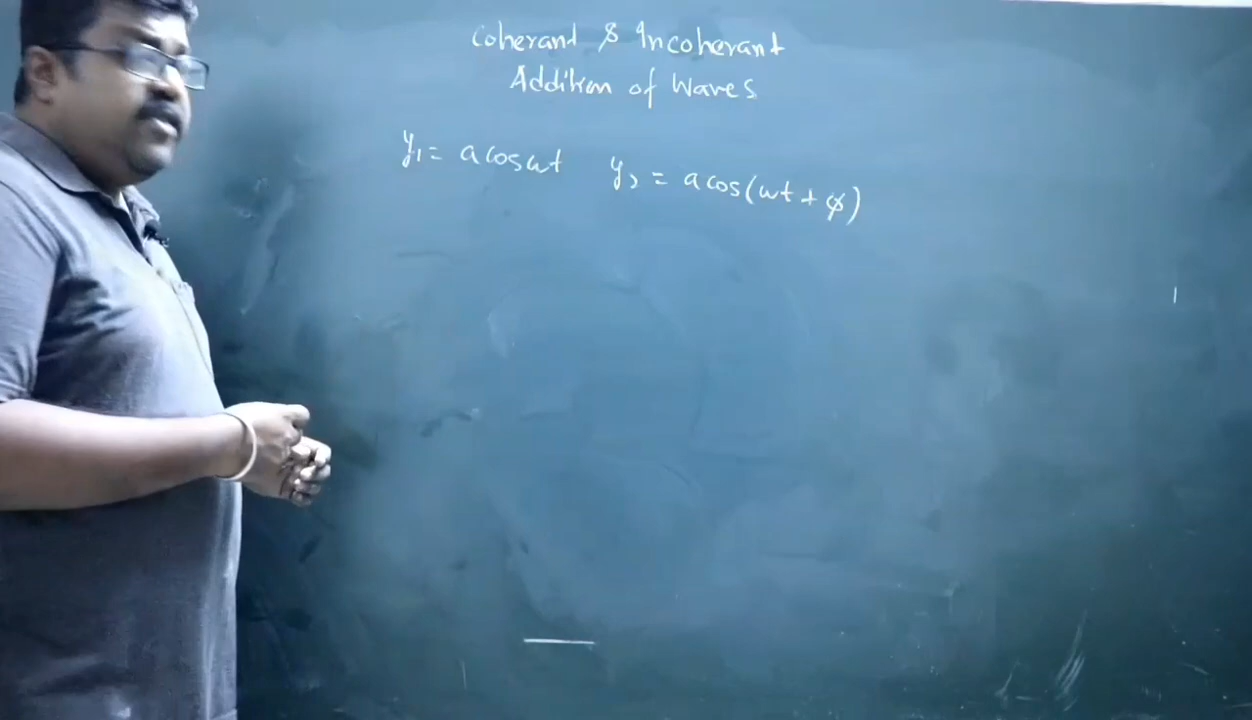 Coherant & Incoherant
Addition of Waves
y₁ = a cos ωt y₂ = a cos(ωt + φ)